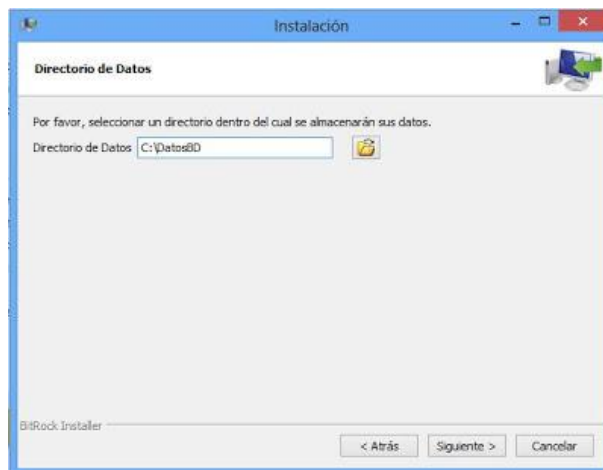 Instalación
Directorio de Datos
Por favor, seleccionar un directorio dentro del cual se almacenarán sus datos.
Directorio de Datos C:\DatosBD
BitRock Installer
< Atrás Siguiente > Cancelar